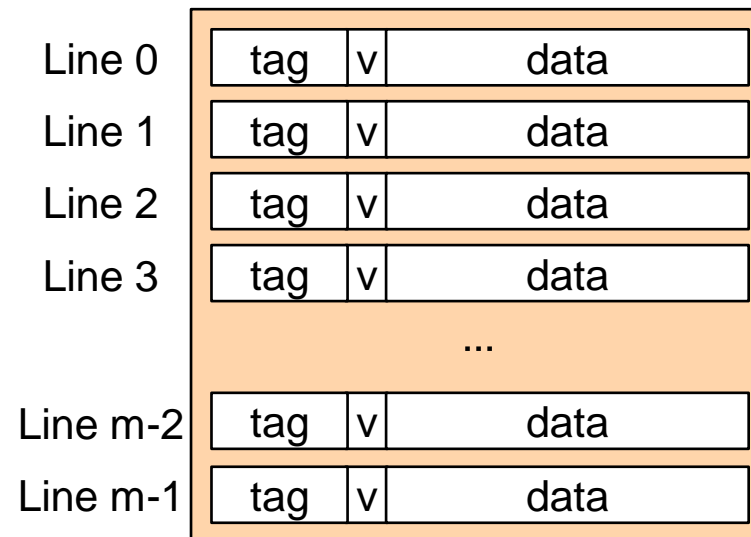 Line 0 tag v data
Line 1 tag v data
Line 2 tag v data
Line 3 tag v data
...
Line m-2 tag v data
Line m-1 tag v data